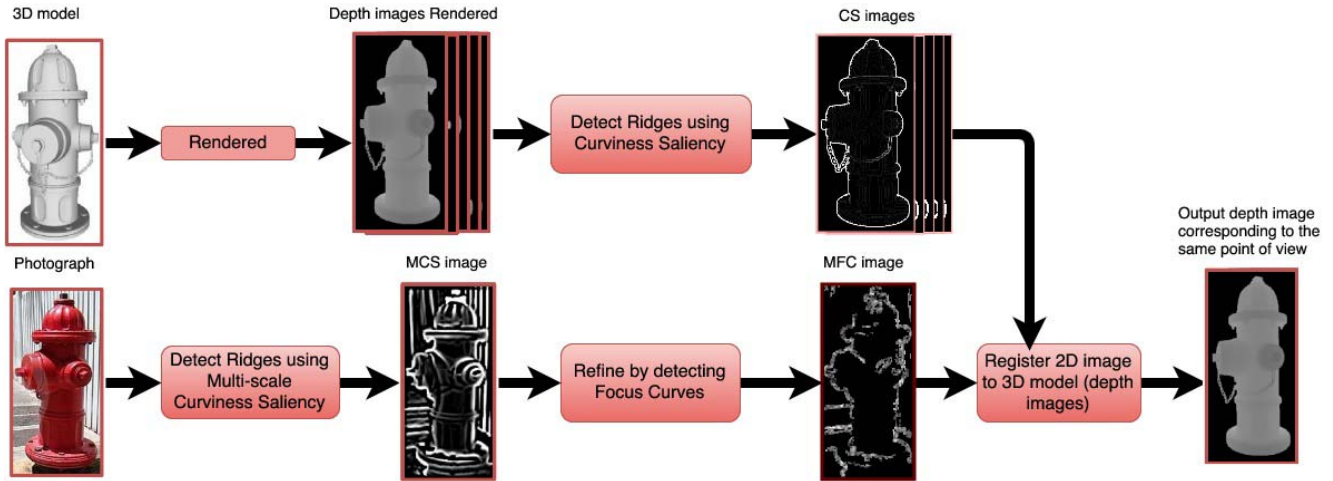 3D model
Depth images Rendered
CS images
Rendered
Detect Ridges using
Curviness Saliency
Output depth image
corresponding to the
same point of view
Photograph
MCS image
MFC image
Detect Ridges using
Multi-scale
Curviness Saliency
Refine by detecting
Focus Curves
Register 2D image
to 3D model (depth
images)